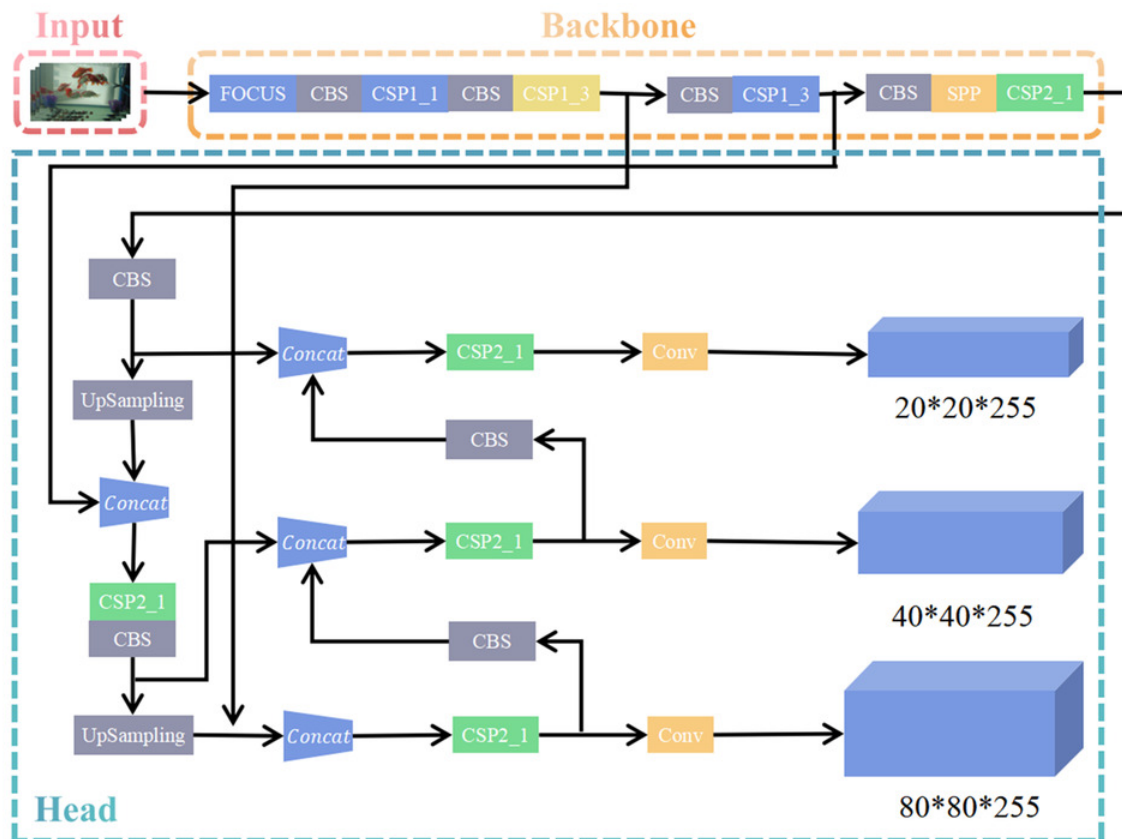 Input
Backbone
FOCUS CBS CSP1_1 CBS CSP1_3 CBS CSP1_3 CBS SPP CSP2_1
CBS
Concat CSP2_1 Conv
UpSampling
20*20*255
CBS
Concat
Concat CSP2_1 Conv
CSP2_1
40*40*255
CBS
CBS
UpSampling
Concat CSP2_1 Conv
Head
80*80*255